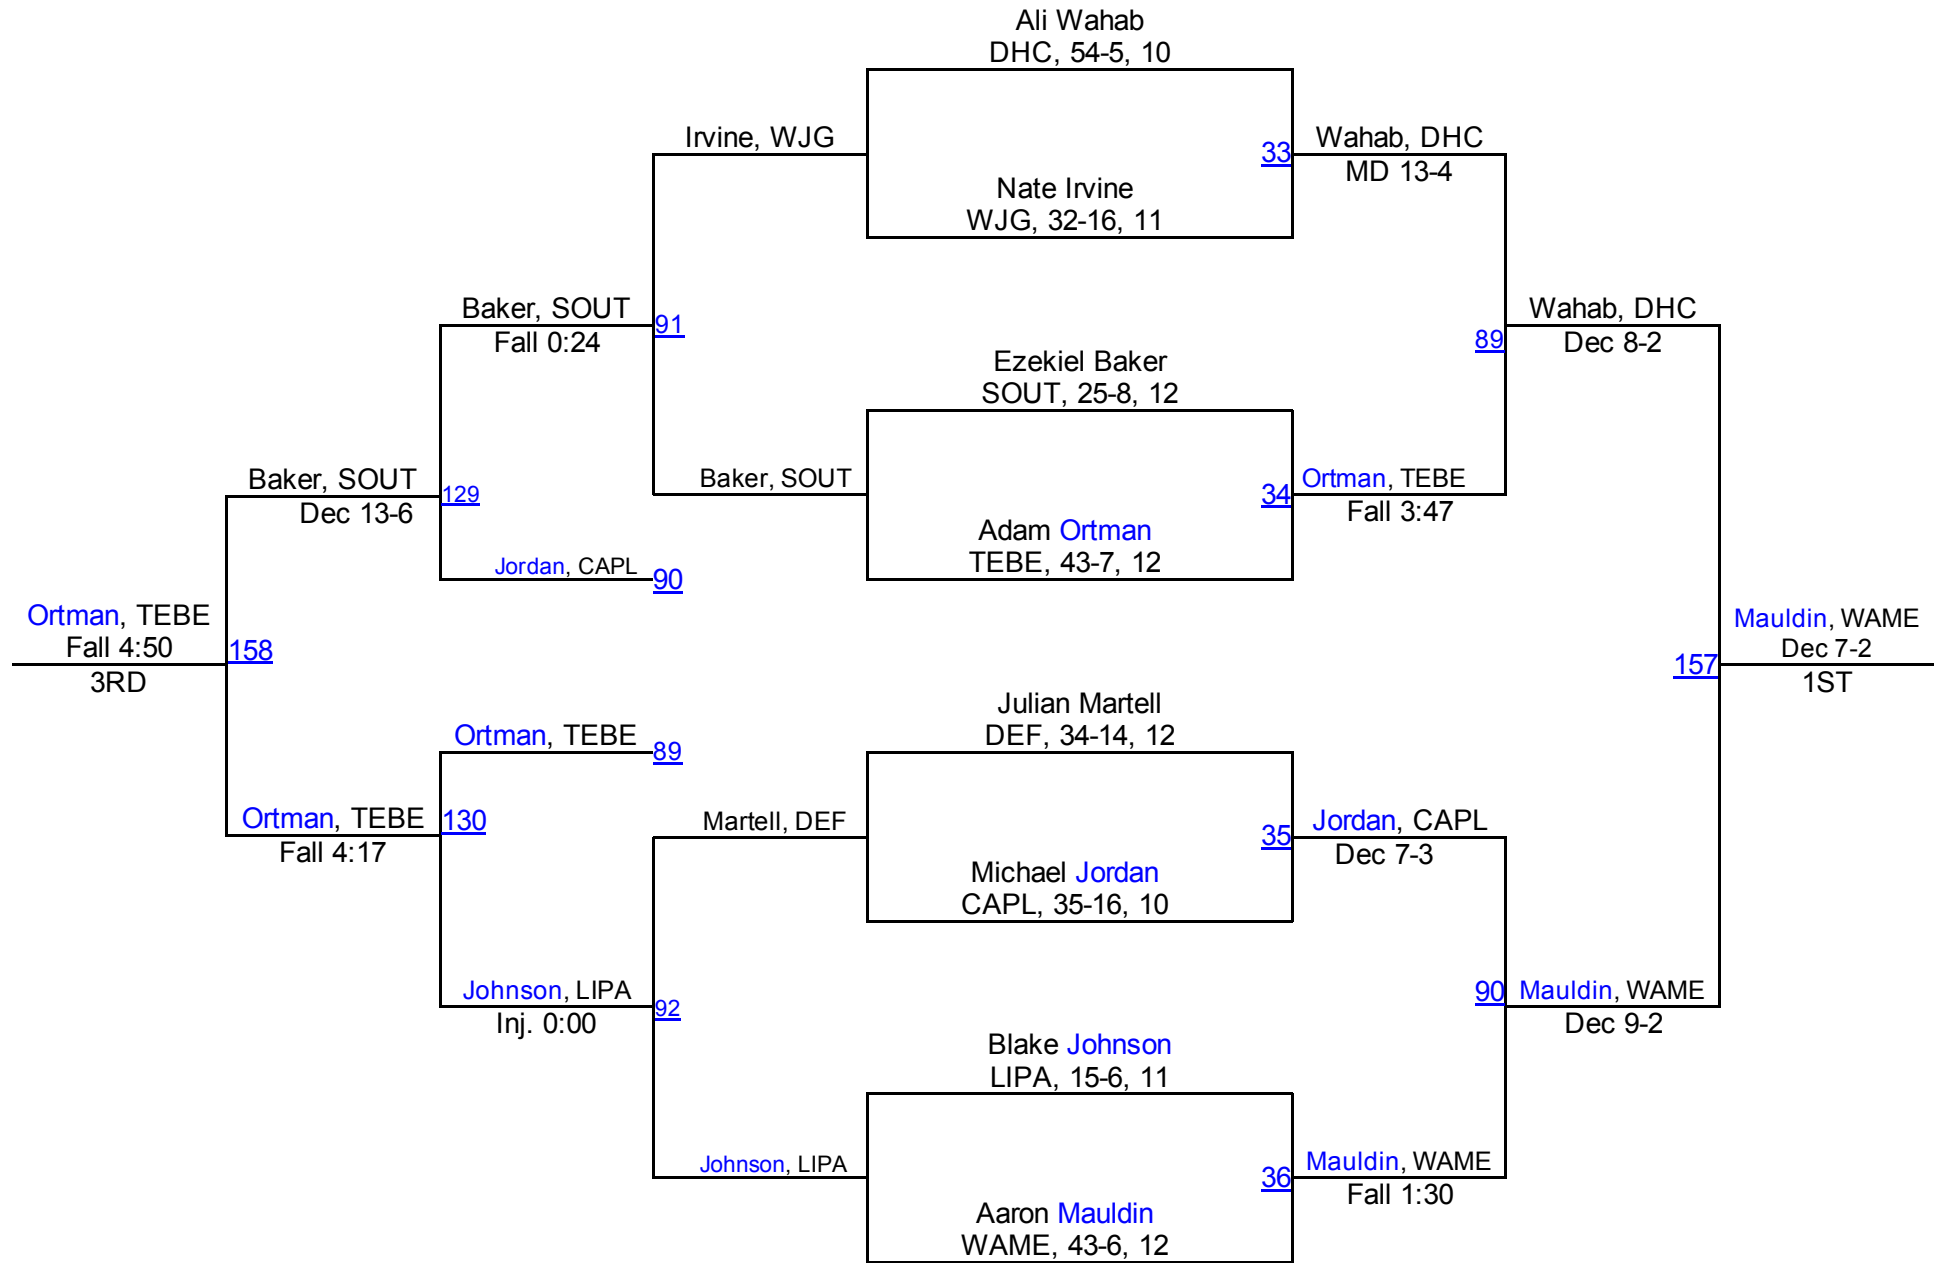 Ali Wahab
DHC, 54-5, 10
Irvine, WJG
33
Wahab, DHC
MD 13-4
Nate Irvine
WJG, 32-16, 11
Baker, SOUT
Fall 0:24
91
Wahab, DHC
Dec 8-2
89
Ezekiel Baker
SOUT, 25-8, 12
Baker, SOUT
Dec 13-6
129
Baker, SOUT
34
Ortman, TEBE
Fall 3:47
Adam Ortman
TEBE, 43-7, 12
Jordan, CAPL
90
Ortman, TEBE
Fall 4:50
3RD
158
Mauldin, WAME
Dec 7-2
1ST
157
Julian Martell
DEF, 34-14, 12
Ortman, TEBE
89
Ortman, TEBE
Fall 4:17
130
Martell, DEF
35
Jordan, CAPL
Dec 7-3
Michael Jordan
CAPL, 35-16, 10
Johnson, LIPA
Inj. 0:00
92
90
Mauldin, WAME
Dec 9-2
Blake Johnson
LIPA, 15-6, 11
Johnson, LIPA
36
Mauldin, WAME
Fall 1:30
Aaron Mauldin
WAME, 43-6, 12